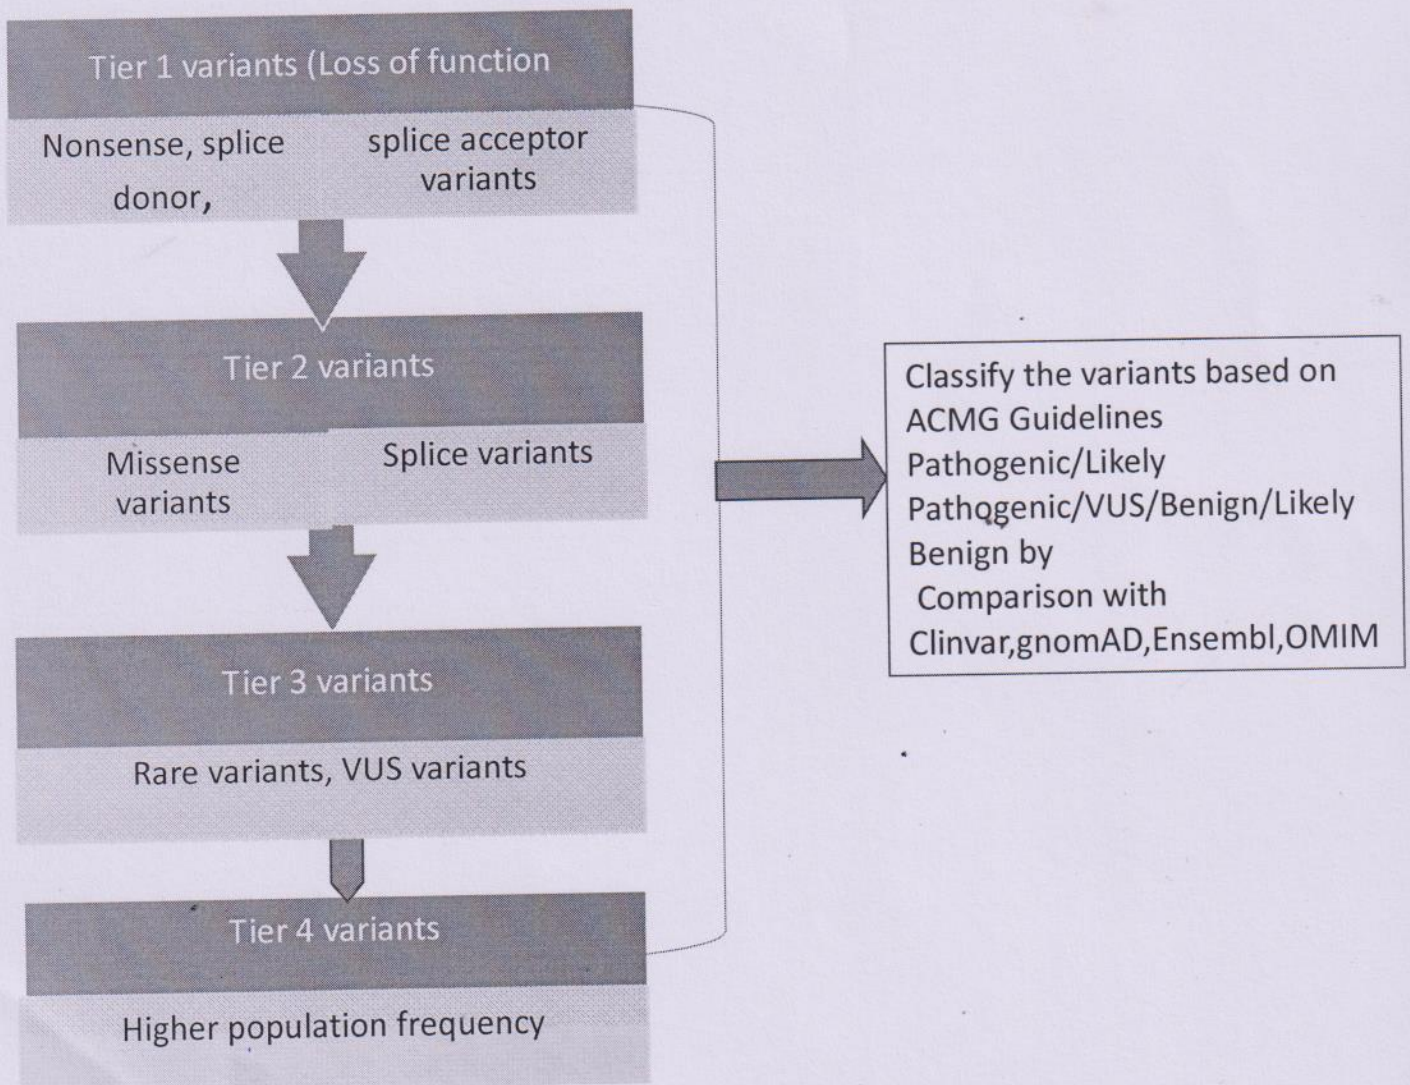 Tier 1 variants (Loss of function
Nonsense, splice
donor,
splice acceptor
variants
Tier 2 variants
Missense
variants
Splice variants
Tier 3 variants
Rare variants, VUS variants
Tier 4 variants
Higher population frequency
Classify the variants based on
ACMG Guidelines
Pathogenic/Likely
Pathogenic/VUS/Benign/Likely
Benign by
Comparison with
Clinvar,gnomAD,Ensembl,OMIM